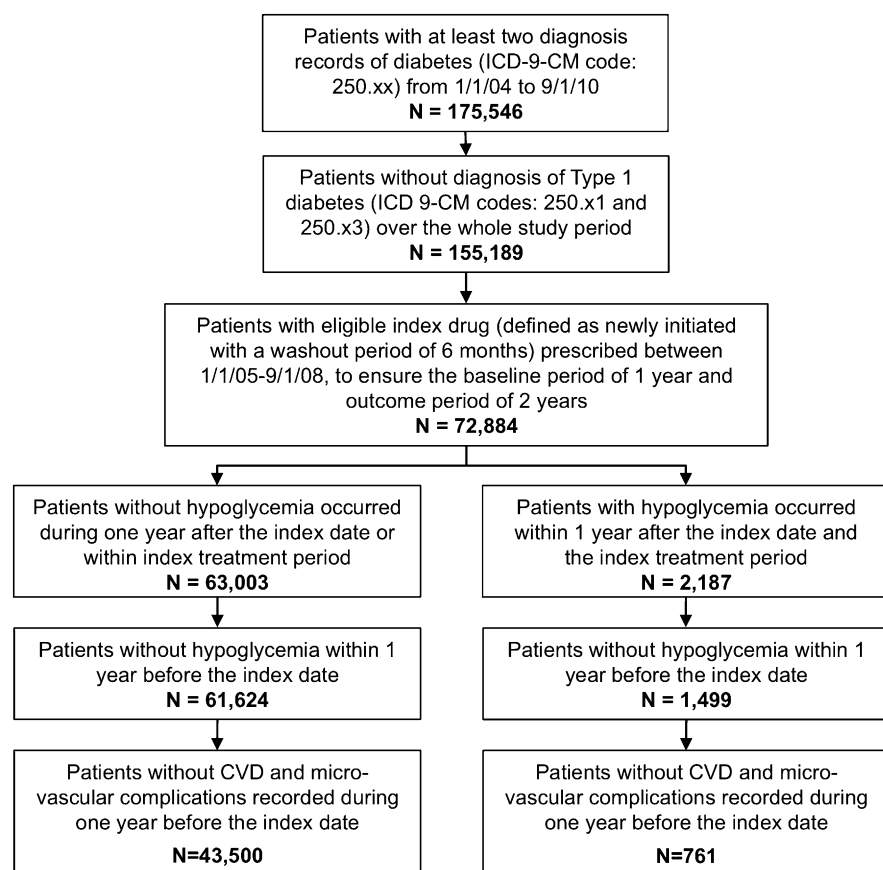 Patients with at least two diagnosis
records of diabetes (ICD-9-CM code:
250.xx) from 1/1/04 to 9/1/10
N = 175,546
Patients without diagnosis of Type 1
diabetes (ICD 9-CM codes: 250.x1 and
250.x3) over the whole study period
N = 155,189
Patients with eligible index drug (defined as newly initiated
with a washout period of 6 months) prescribed between
1/1/05-9/1/08, to ensure the baseline period of 1 year and
outcome period of 2 years
N = 72,884
Patients without hypoglycemia occurred
during one year after the index date or
within index treatment period
N = 63,003
Patients with hypoglycemia occurred
within 1 year after the index date and
the index treatment period
N = 2,187
Patients without hypoglycemia within 1
year before the index date
N = 61,624
Patients without hypoglycemia within 1
year before the index date
N = 1,499
Patients without CVD and micro-
vascular complications recorded during
one year before the index date
N=43,500
Patients without CVD and micro-
vascular complications recorded during
one year before the index date
N=761